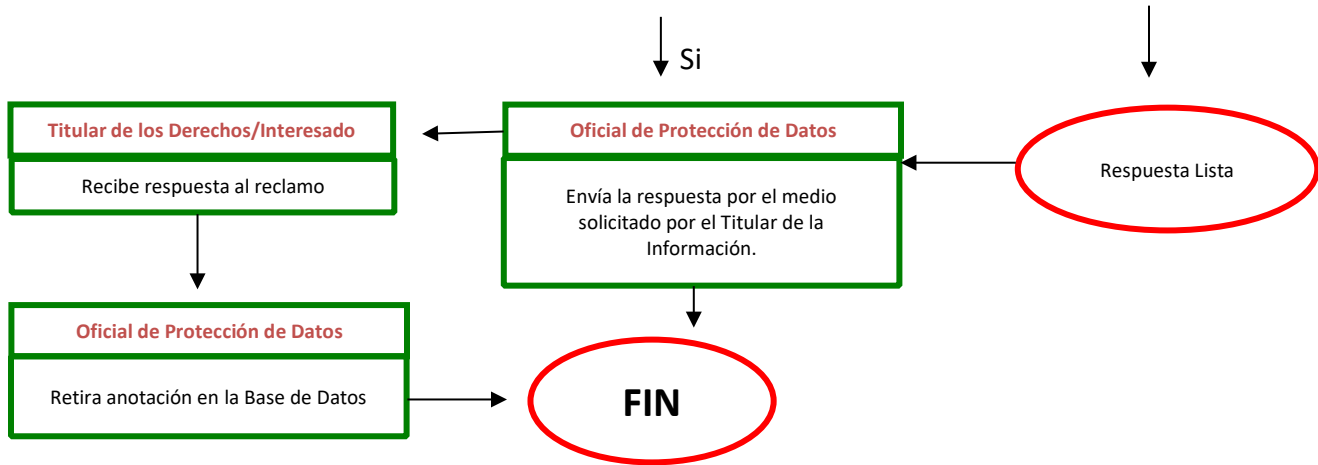 Si
Titular de los Derechos/Interesado
Recibe respuesta al reclamo
Oficial de Protección de Datos
Envía la respuesta por el medio
solicitado por el Titular de la
Información.
Respuesta Lista
Oficial de Protección de Datos
Retira anotación en la Base de Datos
FIN